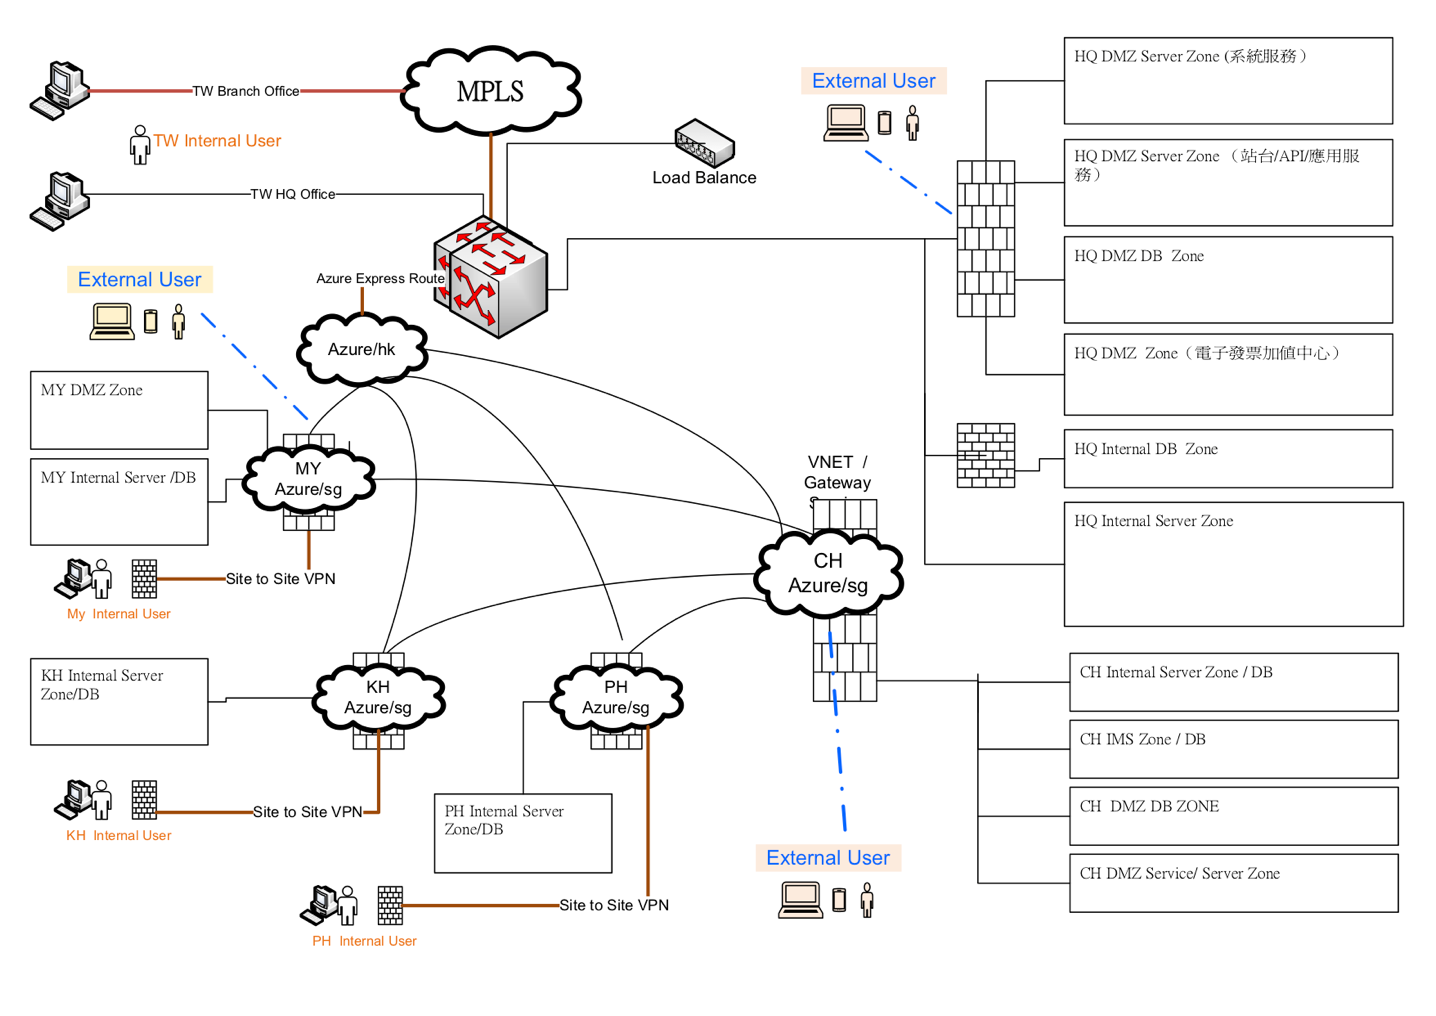 MPLS
TW Branch Office
TW Internal User
TW HQ Office
Load Balance
External User
HQ DMZ Server Zone (系統服務)
HQ DMZ Server Zone （站台/API/應用服
務）
HQ DMZ DB Zone
HQ DMZ Zone（電子發票加值中心）
HQ Internal DB Zone
HQ Internal Server Zone
External User
Azure Express Route
Azure/hk
MY DMZ Zone
MY Internal Server /DB
MY
Azure/sg
Site to Site VPN
My Internal User
VNET /
Gateway
CH
Azure/sg
KH Internal Server
Zone/DB
KH
Azure/sg
PH
Azure/sg
Site to Site VPN
KH Internal User
PH Internal Server
Zone/DB
Site to Site VPN
PH Internal User
External User
CH Internal Server Zone / DB
CH IMS Zone / DB
CH DMZ DB ZONE
CH DMZ Service/ Server Zone